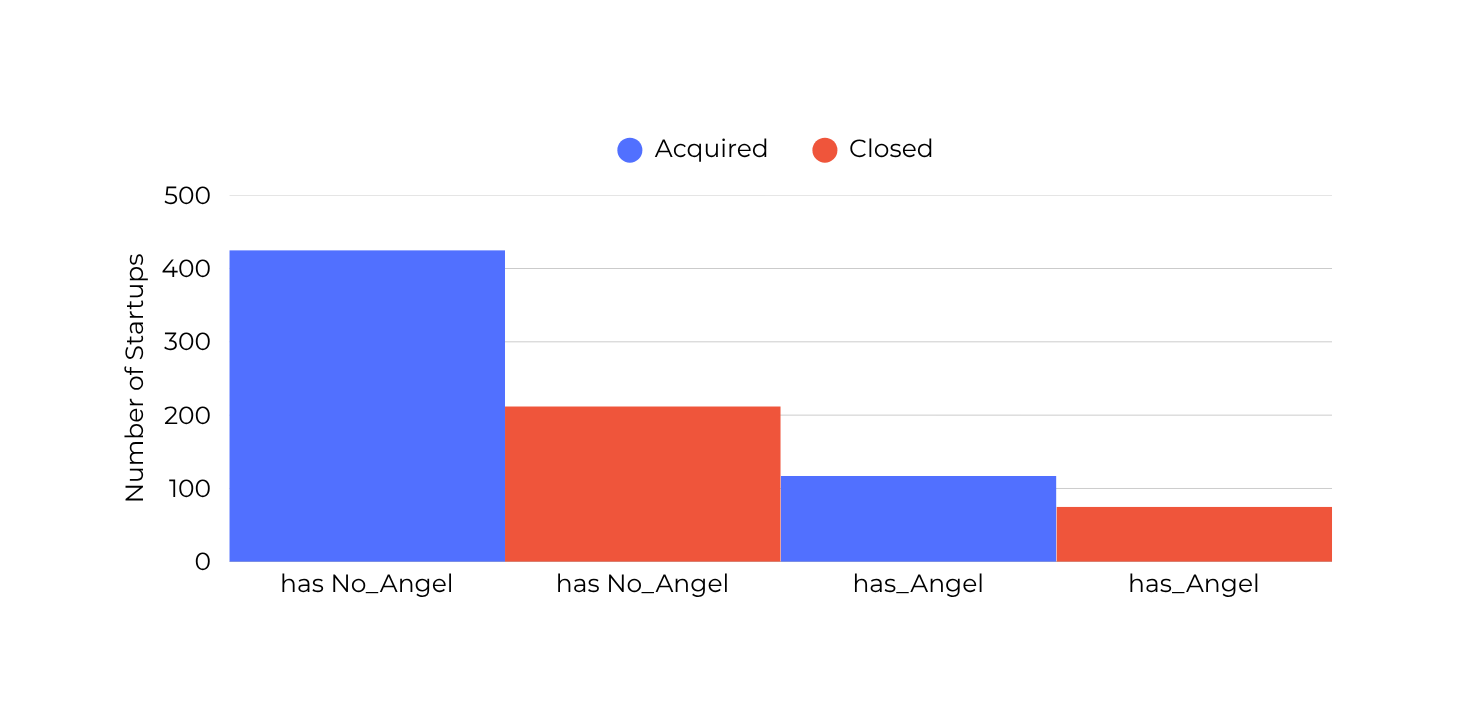 Acquired Closed
500
400
300
200
100
0
Number of Startups
has No_Angel has No_Angel has_Angel has_Angel